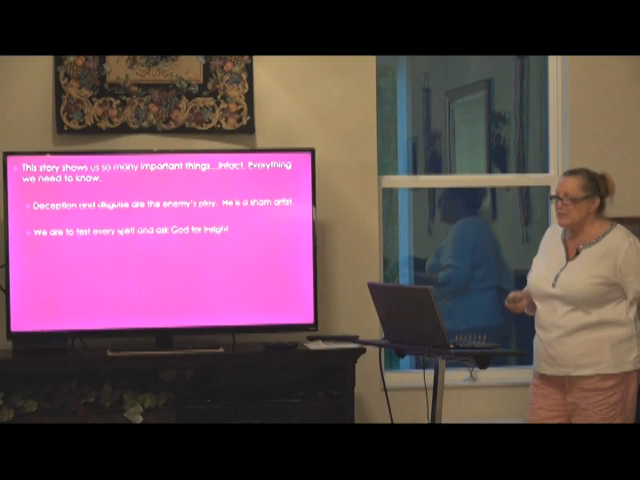 This story shows us so many important things...infact. Everything
we need to know.
Deception and disguise are the enemy's ploy. He is a sham artist.
We are to test every spirit and ask God for insight